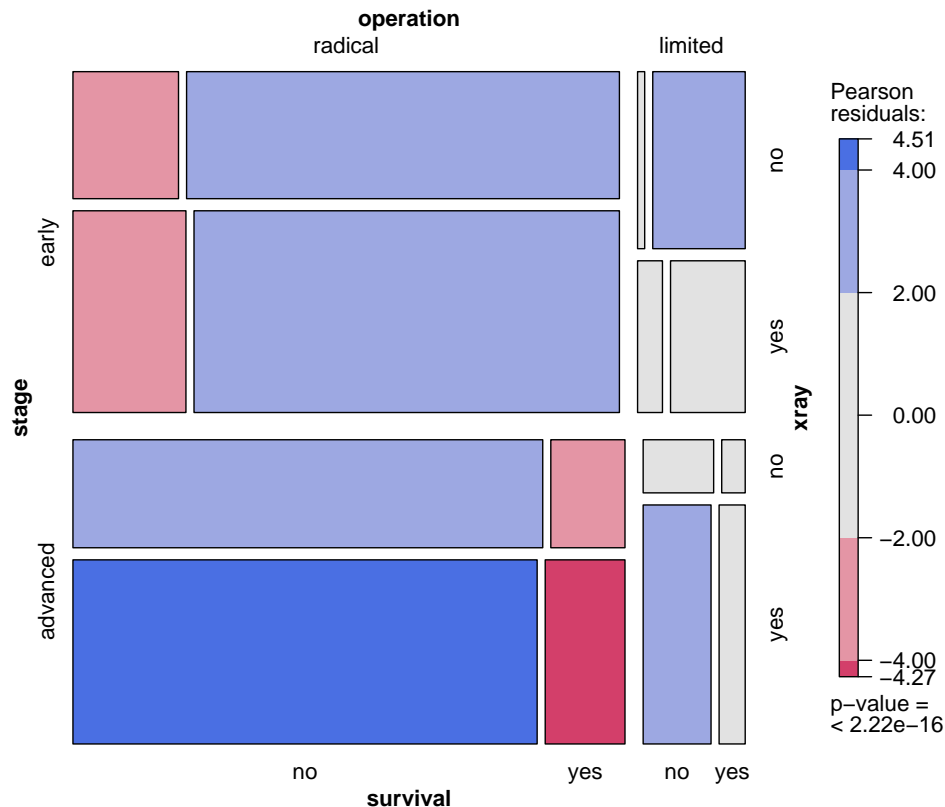 operation
radical limited
stage
early
advanced
no
yes
no
yes
xray
no yes no yes
survival
Pearson
residuals:
4.51
4.00
2.00
0.00
−2.00
−4.00
−4.27
p−value =
< 2.22e−16